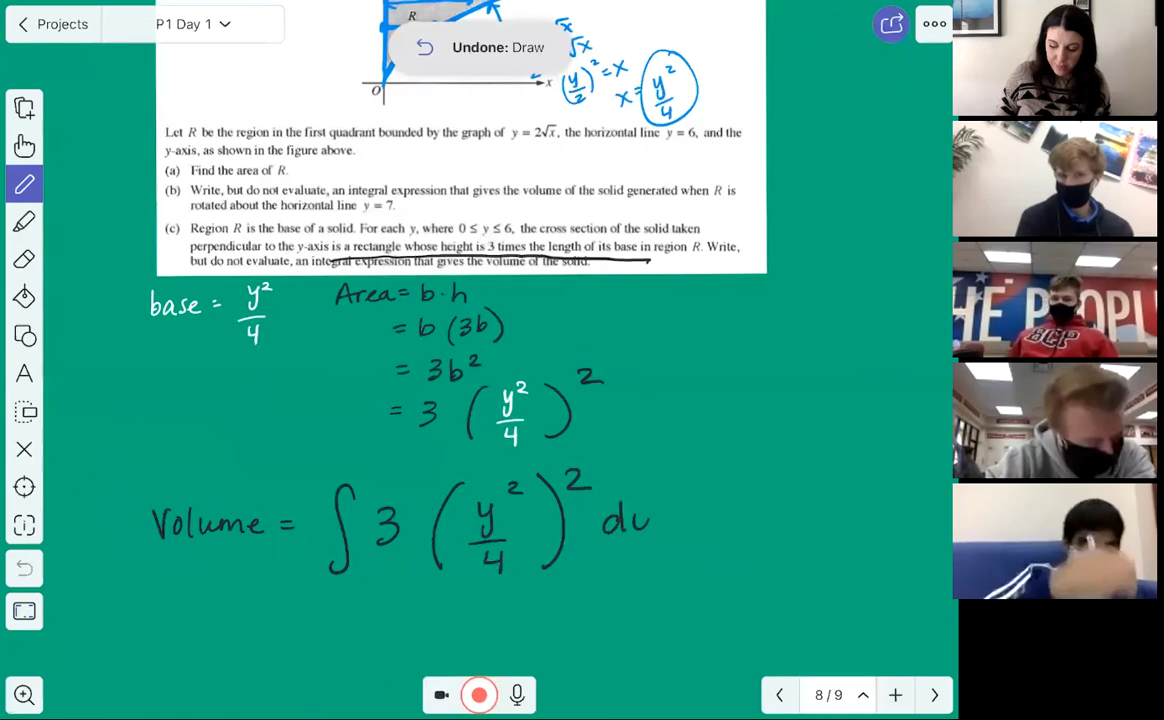 Projects
P1 Day 1
R
Undone: Draw
√x
√x
(y/2)² = x
x = y²/4
O
x
Let R be the region in the first quadrant bounded by the graph of y = 2√x, the horizontal line y = 6, and the
y-axis, as shown in the figure above.
(a) Find the area of R.
(b) Write, but do not evaluate, an integral expression that gives the volume of the solid generated when R is
rotated about the horizontal line y = 7.
(c) Region R is the base of a solid. For each y, where 0 ≤ y ≤ 6, the cross section of the solid taken
perpendicular to the y-axis is a rectangle whose height is 3 times the length of its base in region R. Write,
but do not evaluate, an integral expression that gives the volume of the solid.
base = y²/4
Area = b·h
= b (3b)
= 3b²
= 3 (y²/4)²
Volume = ∫ 3 (y²/4)² du
8/9
THE PEOPL
BCP